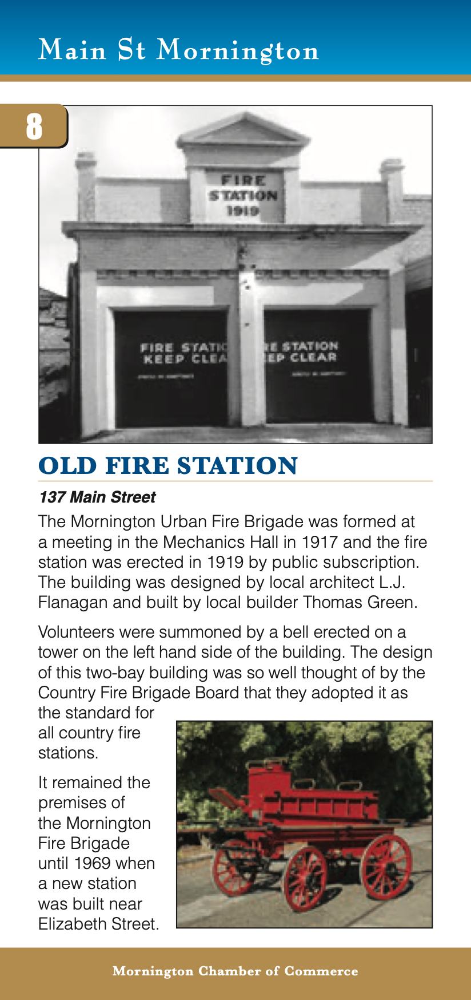 Main St Mornington
8
FIRE
STATION
1919
FIRE STATIC
KEEP CLEA
RE STATION
EP CLEAR
OLD FIRE STATION
137 Main Street
The Mornington Urban Fire Brigade was formed at
a meeting in the Mechanics Hall in 1917 and the fire
station was erected in 1919 by public subscription.
The building was designed by local architect L.J.
Flanagan and built by local builder Thomas Green.
Volunteers were summoned by a bell erected on a
tower on the left hand side of the building. The design
of this two-bay building was so well thought of by the
Country Fire Brigade Board that they adopted it as
the standard for
all country fire
stations.
It remained the
premises of
the Mornington
Fire Brigade
until 1969 when
a new station
was built near
Elizabeth Street.
Mornington Chamber of Commerce